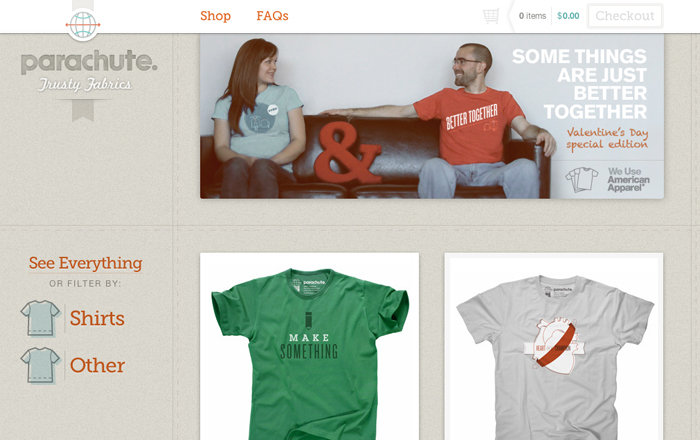 Shop
FAQs
0 items
$0.00
Checkout
parachute.
Trusty Fabrics
SOME THINGS
ARE JUST
BETTER
TOGETHER
Valentine's Day
special edition
We Use
American
Apparel
BETTER TOGETHER
&
See Everything
OR FILTER BY:
Shirts
Other
parachute.
MAKE
SOMETHING
parachute.
HEART